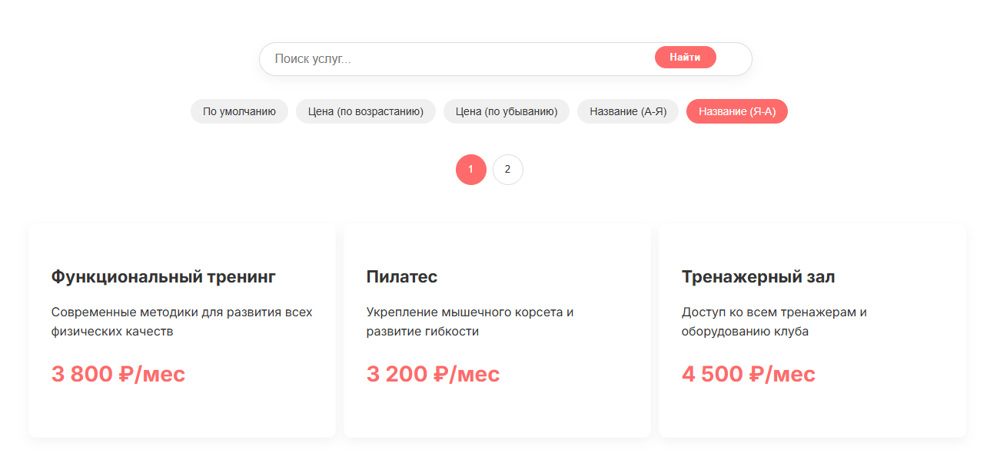 Поиск услуг...
Найти
По умолчанию
Цена (по возрастанию)
Цена (по убыванию)
Название (А-Я)
Название (Я-А)
1
2
Функциональный тренинг
Современные методики для развития всех
физических качеств
3 800 ₽/мес
Пилатес
Укрепление мышечного корсета и
развитие гибкости
3 200 ₽/мес
Тренажерный зал
Доступ ко всем тренажерам и
оборудованию клуба
4 500 ₽/мес